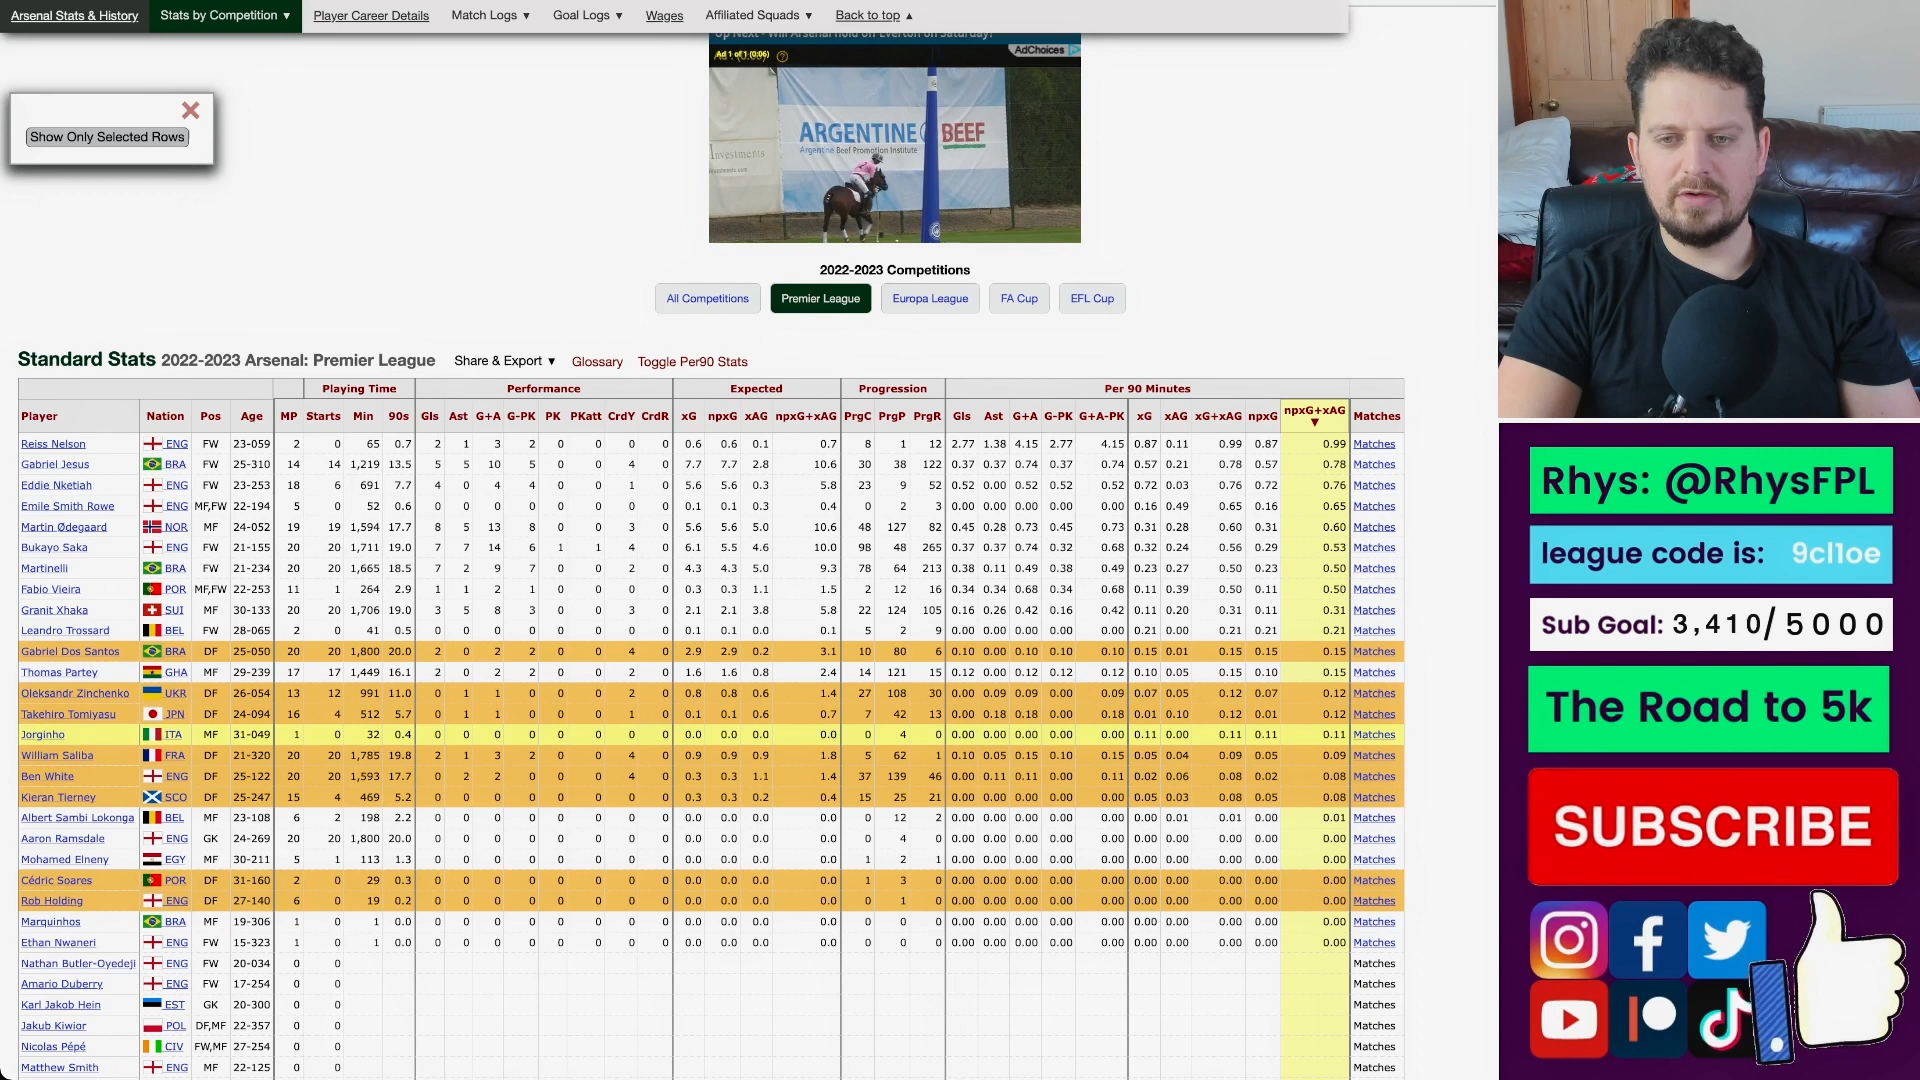 Arsenal Stats & History Stats by Competition ▼ Player Career Details Match Logs ▼ Goal Logs ▼ Wages Affiliated Squads ▼ Back to top ▲
Up Next - Will Arsenal hold off Everton on Saturday?
Ad 1 of 1 (0:06)
AdChoices
ARGENTINE BEEF
Argentine Beef Promotion Institute
Investments
Show Only Selected Rows
2022-2023 Competitions
All Competitions Premier League Europa League FA Cup EFL Cup
Standard Stats 2022-2023 Arsenal: Premier League Share & Export ▼ Glossary Toggle Per90 Stats
Playing Time Performance Expected Progression Per 90 Minutes
Player Nation Pos Age MP Starts Min 90s Gls Ast G+A G-PK PK PKatt CrdY CrdR xG npxG xAG npxG+xAG PrgC PrgP PrgR Gls Ast G+A G-PK G+A-PK xG xAG xG+xAG npxG npxG+xAG ▼ Matches
Reiss Nelson ENG FW 23-059 2 0 65 0.7 2 1 3 2 0 0 0 0 0.6 0.6 0.1 0.7 8 1 12 2.77 1.38 4.15 2.77 4.15 0.87 0.11 0.99 0.87 0.99 Matches
Gabriel Jesus BRA FW 25-310 14 14 1,219 13.5 5 5 10 5 0 0 4 0 7.7 7.7 2.8 10.6 30 38 122 0.37 0.37 0.74 0.37 0.74 0.57 0.21 0.78 0.57 0.78 Matches
Eddie Nketiah ENG FW 23-253 18 6 691 7.7 4 0 4 4 0 0 1 0 5.6 5.6 0.3 5.8 23 9 52 0.52 0.00 0.52 0.52 0.52 0.72 0.03 0.76 0.72 0.76 Matches
Emile Smith Rowe ENG MF,FW 22-194 5 0 52 0.6 0 0 0 0 0 0 0 0 0.1 0.1 0.3 0.4 0 2 3 0.00 0.00 0.00 0.00 0.00 0.16 0.49 0.65 0.16 0.65 Matches
Martin Ødegaard NOR MF 24-052 19 19 1,594 17.7 8 5 13 8 0 0 3 0 5.6 5.6 5.0 10.6 48 127 82 0.45 0.28 0.73 0.45 0.73 0.31 0.28 0.60 0.31 0.60 Matches
Bukayo Saka ENG FW 21-155 20 20 1,711 19.0 7 7 14 6 1 1 4 0 6.1 5.5 4.6 10.0 98 48 265 0.37 0.37 0.74 0.32 0.68 0.32 0.24 0.56 0.29 0.53 Matches
Martinelli BRA FW 21-234 20 20 1,665 18.5 7 2 9 7 0 0 2 0 4.3 4.3 5.0 9.3 78 64 213 0.38 0.11 0.49 0.38 0.49 0.23 0.27 0.50 0.23 0.50 Matches
Fabio Vieira POR MF,FW 22-253 11 1 264 2.9 1 1 2 1 0 0 0 0 0.3 0.3 1.1 1.5 2 12 16 0.34 0.34 0.68 0.34 0.68 0.11 0.39 0.50 0.11 0.50 Matches
Granit Xhaka SUI MF 30-133 20 20 1,706 19.0 3 5 8 3 0 0 3 0 2.1 2.1 3.8 5.8 22 124 105 0.16 0.26 0.42 0.16 0.42 0.11 0.20 0.31 0.11 0.31 Matches
Leandro Trossard BEL FW 28-065 2 0 41 0.5 0 0 0 0 0 0 0 0 0.1 0.1 0.0 0.1 5 2 9 0.00 0.00 0.00 0.00 0.00 0.21 0.00 0.21 0.21 0.21 Matches
Gabriel Dos Santos BRA DF 25-050 20 20 1,800 20.0 2 0 2 2 0 0 4 0 2.9 2.9 0.2 3.1 10 80 6 0.10 0.00 0.10 0.10 0.10 0.15 0.01 0.15 0.15 0.15 Matches
Thomas Partey GHA MF 29-239 17 17 1,449 16.1 2 0 2 2 0 0 2 0 1.6 1.6 0.8 2.4 14 121 15 0.12 0.00 0.12 0.12 0.12 0.10 0.05 0.15 0.10 0.15 Matches
Oleksandr Zinchenko UKR DF 26-054 13 12 991 11.0 0 1 1 0 0 0 2 0 0.8 0.8 0.6 1.4 27 108 30 0.00 0.09 0.09 0.00 0.09 0.07 0.05 0.12 0.07 0.12 Matches
Takehiro Tomiyasu JPN DF 24-094 16 4 512 5.7 0 1 1 0 0 0 1 0 0.1 0.1 0.6 0.7 7 42 13 0.00 0.18 0.18 0.00 0.18 0.01 0.10 0.12 0.01 0.12 Matches
Jorginho ITA MF 31-049 1 0 32 0.4 0 0 0 0 0 0 0 0 0.0 0.0 0.0 0.0 0 4 0 0.00 0.00 0.00 0.00 0.00 0.11 0.00 0.11 0.11 0.11 Matches
William Saliba FRA DF 21-320 20 20 1,785 19.8 2 1 3 2 0 0 4 0 0.9 0.9 0.9 1.8 5 62 1 0.10 0.05 0.15 0.10 0.15 0.05 0.04 0.09 0.05 0.09 Matches
Ben White ENG DF 25-122 20 20 1,593 17.7 0 2 2 0 0 0 4 0 0.3 0.3 1.1 1.4 37 139 46 0.00 0.11 0.11 0.00 0.11 0.02 0.06 0.08 0.02 0.08 Matches
Kieran Tierney SCO DF 25-247 15 4 469 5.2 0 0 0 0 0 0 0 0 0.3 0.3 0.2 0.4 15 25 21 0.00 0.00 0.00 0.00 0.00 0.05 0.03 0.08 0.05 0.08 Matches
Albert Sambi Lokonga BEL MF 23-108 6 2 198 2.2 0 0 0 0 0 0 0 0 0.0 0.0 0.0 0.0 0 12 2 0.00 0.00 0.00 0.00 0.00 0.00 0.01 0.01 0.00 0.01 Matches
Aaron Ramsdale ENG GK 24-269 20 20 1,800 20.0 0 0 0 0 0 0 1 0 0.0 0.0 0.0 0.0 0 4 0 0.00 0.00 0.00 0.00 0.00 0.00 0.00 0.00 0.00 0.00 Matches
Mohamed Elneny EGY MF 30-211 5 1 113 1.3 0 0 0 0 0 0 0 0 0.0 0.0 0.0 0.0 1 2 1 0.00 0.00 0.00 0.00 0.00 0.00 0.00 0.00 0.00 0.00 Matches
Cédric Soares POR DF 31-160 2 0 29 0.3 0 0 0 0 0 0 0 0 0.0 0.0 0.0 0.0 1 3 0 0.00 0.00 0.00 0.00 0.00 0.00 0.00 0.00 0.00 0.00 Matches
Rob Holding ENG DF 27-140 6 0 19 0.2 0 0 0 0 0 0 0 0 0.0 0.0 0.0 0.0 0 1 0 0.00 0.00 0.00 0.00 0.00 0.00 0.00 0.00 0.00 0.00 Matches
Marquinhos BRA MF 19-306 1 0 1 0.0 0 0 0 0 0 0 0 0 0.0 0.0 0.0 0.0 0 0 0 0.00 0.00 0.00 0.00 0.00 0.00 0.00 0.00 0.00 0.00 Matches
Ethan Nwaneri ENG FW 15-323 1 0 1 0.0 0 0 0 0 0 0 0 0 0.0 0.0 0.0 0.0 0 0 0 0.00 0.00 0.00 0.00 0.00 0.00 0.00 0.00 0.00 0.00 Matches
Nathan Butler-Oyedeji ENG FW 20-034 0 0 Matches
Amario Duberry ENG FW 17-254 0 0 Matches
Karl Jakob Hein EST GK 20-300 0 0 Matches
Jakub Kiwior POL DF,MF 22-357 0 0 Matches
Nicolas Pépé CIV FW,MF 27-254 0 0 Matches
Matthew Smith ENG MF 22-125 0 0 Matches
Rhys: @RhysFPL
league code is: 9cl1oe
Sub Goal: 3,410/5000
The Road to 5k
SUBSCRIBE